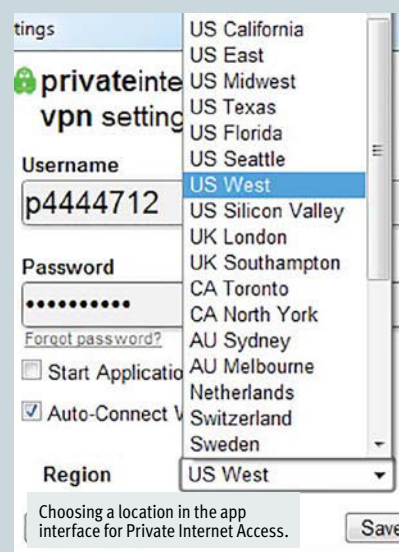 tings
privateinte
vpn setting
Username
p4444712
Password
••••••••••
Forgot password?
Start Applicatio
Auto-Connect V
US California
US East
US Midwest
US Texas
US Florida
US Seattle
US West
US Silicon Valley
UK London
UK Southampton
CA Toronto
CA North York
AU Sydney
AU Melbourne
Netherlands
Switzerland
Sweden
Region
US West
Save
Choosing a location in the app
interface for Private Internet Access.